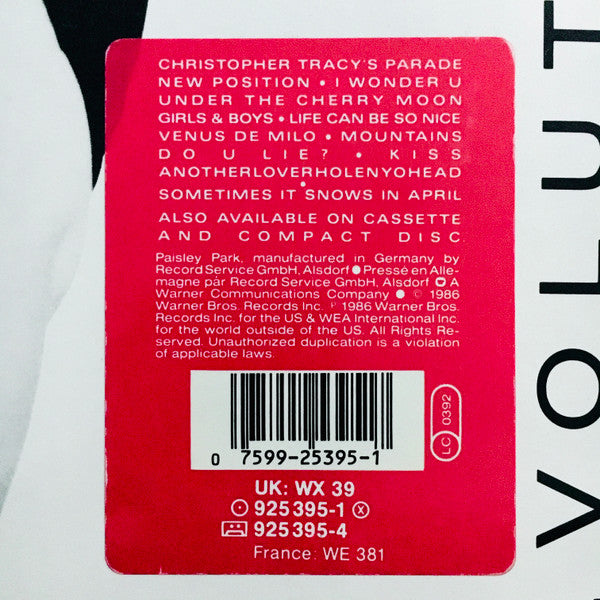 CHRISTOPHER TRACY'S PARADE
NEW POSITION • I WONDER U
UNDER THE CHERRY MOON
GIRLS & BOYS • LIFE CAN BE SO NICE
VENUS DE MILO • MOUNTAINS
DO U LIE? • KISS
ANOTHERLOVERHOLENYOHEAD
•
SOMETIMES IT SNOWS IN APRIL
ALSO AVAILABLE ON CASSETTE
AND COMPACT DISC
Paisley Park, manufactured in Germany by
Record Service GmbH, Alsdorf ● Pressé en Alle-
magne pàr Record Service GmbH, Alsdorf A
Warner Communications Company ● © 1986
Warner Bros. Records Inc. ℗ 1986 Warner Bros.
Records Inc. for the US & WEA International Inc.
for the world outside of the US. All Rights Re-
served. Unauthorized duplication is a violation
of applicable laws.
0 7599-25395-1
LC 0392
UK: WX 39
925 395-1 Ⓧ
925 395-4
France: WE 381
VOLUT